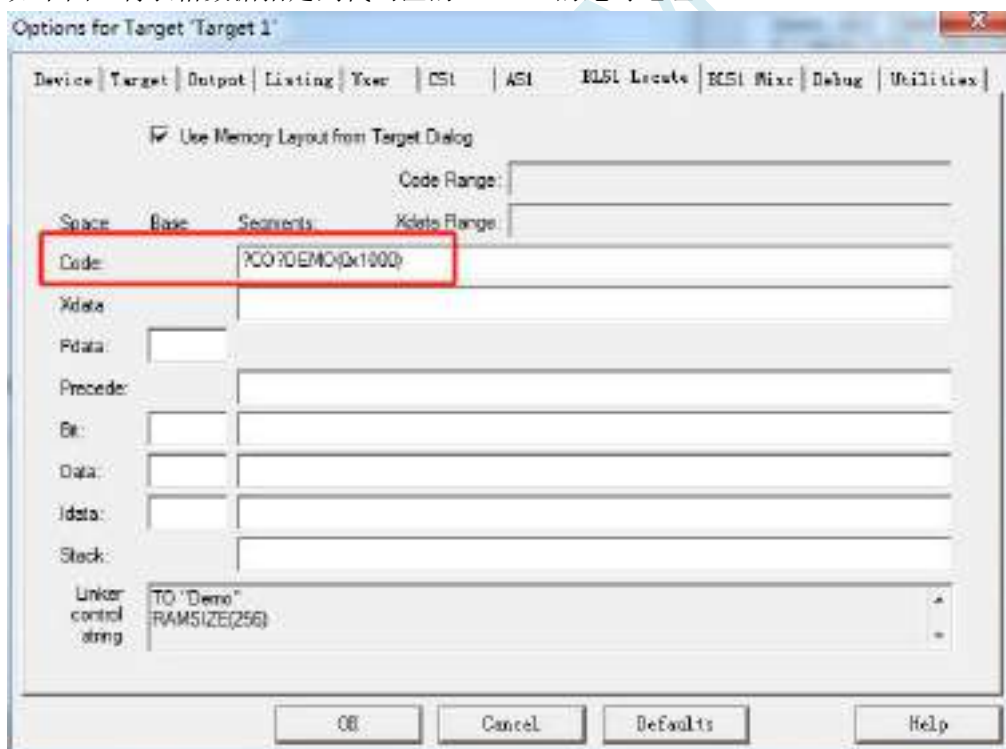 Options for Target 'Target 1'
Device | Target | Output | Listing | User | C51 | A51 | BL51 Locate | BL51 Misc | Debug | Utilities
Use Memory Layout from Target Dialog
Code Range:
Space Base Segments: Xdata Range:
Code: ?CO?DEMO(0x1000)
Xdata
Pdata:
Precede:
Bit:
Data:
Idata:
Stack:
Linker control string
TO "Demo"
RAMSIZE(256)
OK Cancel Defaults Help